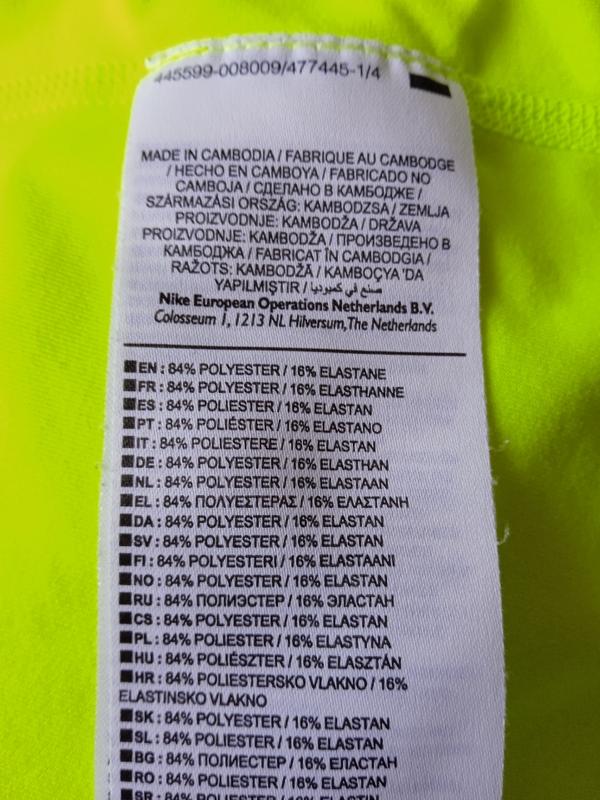 445599-008009/477445-1/4
MADE IN CAMBODIA / FABRIQUE AU CAMBODGE
/ HECHO EN CAMBOYA / FABRICADO NO
CAMBOJA / СДЕЛАНО В КАМБОДЖЕ /
SZÁRMAZÁSI ORSZÁG: KAMBODZSA / ZEMLJA
PROIZVODNJE: KAMBODŽA / DRŽAVA
PROIZVODNJE: KAMBODŽA / ПРОИЗВЕДЕНО В
КАМБОДЖА / FABRICAT ÎN CAMBODGIA /
RAŽOTS: KAMBODŽĀ / KAMBOÇYA 'DA
YAPILMIŞTIR / صنع في كمبوديا
Nike European Operations Netherlands B.V.
Colosseum 1, 1213 NL Hilversum, The Netherlands
EN : 84% POLYESTER / 16% ELASTANE
FR : 84% POLYESTER / 16% ELASTHANNE
ES : 84% POLIESTER / 16% ELASTAN
PT : 84% POLIÉSTER / 16% ELASTANO
IT : 84% POLIESTERE / 16% ELASTAN
DE : 84% POLYESTER / 16% ELASTHAN
NL : 84% POLYESTER / 16% ELASTAAN
EL : 84% ΠΟΛΥΕΣΤΕΡΑΣ / 16% ΕΛΑΣΤΑΝΗ
DA : 84% POLYESTER / 16% ELASTAN
SV : 84% POLYESTER / 16% ELASTAN
FI : 84% POLYESTERI / 16% ELASTAANI
NO : 84% POLYESTER / 16% ELASTAN
RU : 84% ПОЛИЭСТЕР / 16% ЭЛАСТАН
CS : 84% POLYESTER / 16% ELASTAN
PL : 84% POLIESTER / 16% ELASTYNA
HU : 84% POLIÉSZTER / 16% ELASZTÁN
HR : 84% POLIESTERSKO VLAKNO / 16%
ELASTINSKO VLAKNO
SK : 84% POLYESTER / 16% ELASTAN
SL : 84% POLIESTER / 16% ELASTAN
BG : 84% ПОЛИЕСТЕР / 16% ЕЛАСТАН
RO : 84% POLIESTER / 16% ELASTAN
SR : 84% POLIESTER / 16% ELASTIN